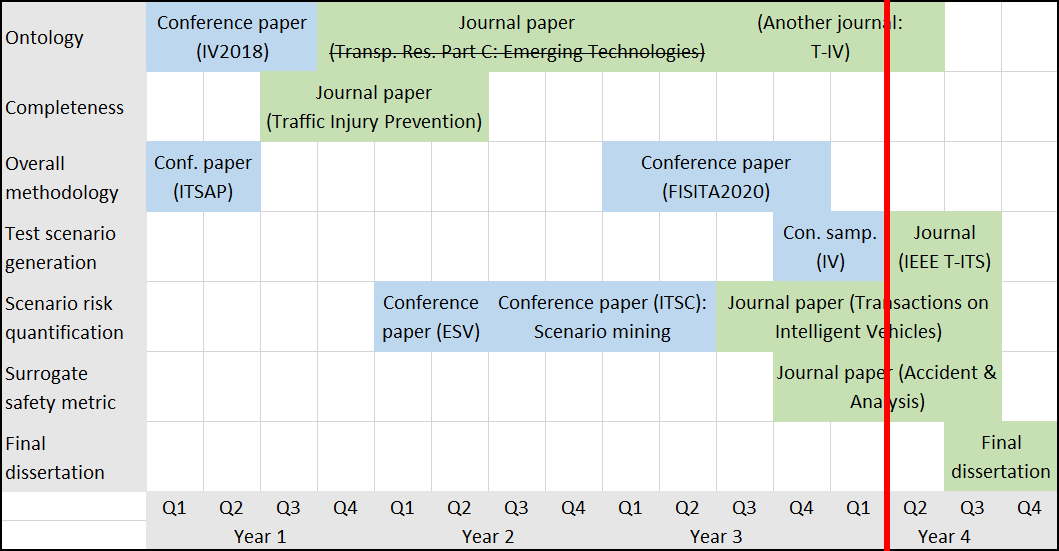 Ontology
Conference paper
(IV2018)
Journal paper
(Transp. Res. Part C: Emerging Technologies)
(Another journal:
T-IV)
Completeness
Journal paper
(Traffic Injury Prevention)
Overall
methodology
Conf. paper
(ITSAP)
Conference paper
(FISITA2020)
Test scenario
generation
Con. samp.
(IV)
Journal
(IEEE T-ITS)
Scenario risk
quantification
Conference
paper (ESV)
Conference paper (ITSC):
Scenario mining
Journal paper (Transactions on
Intelligent Vehicles)
Surrogate
safety metric
Journal paper (Accident &
Analysis)
Final
dissertation
Final
dissertation
Q1 Q2 Q3 Q4 Q1 Q2 Q3 Q4 Q1 Q2 Q3 Q4 Q1 Q2 Q3 Q4
Year 1 Year 2 Year 3 Year 4